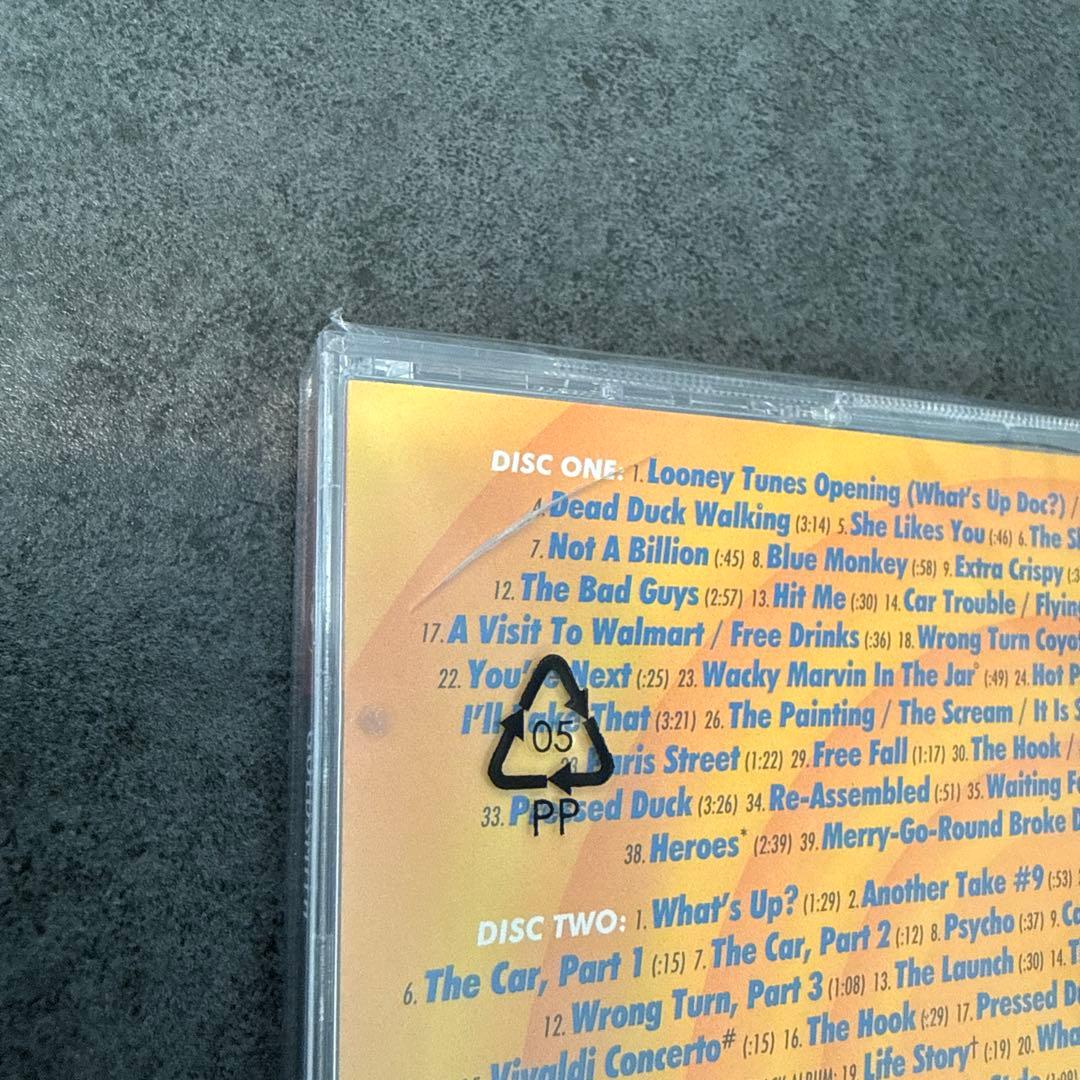 DISC ONE: 1. Looney Tunes Opening (What's Up Doc?) /
4. Dead Duck Walking (3:14) 5. She Likes You (:46) 6. The
7. Not A Billion (:45) 8. Blue Monkey (:58) 9. Extra Crispy
12. The Bad Guys (2:57) 13. Hit Me (:30) 14. Car Trouble /
17. A Visit To Walmart / Free Drinks (:36) 18. Wrong Turn
22. You're Next (:25) 23. Wacky Marvin In The Jar° (:49) 24. Hot
I'll Take That (3:21) 26. The Painting / The Scream / It Is
28. Paris Street (1:22) 29. Free Fall (1:17) 30. The Hook /
33. Pressed Duck (3:26) 34. Re-Assembled (:51) 35. Waiting
38. Heroes* (2:39) 39. Merry-Go-Round Broke
05
PP
DISC TWO: 1. What's Up? (1:29) 2. Another Take #9 (:53)
6. The Car, Part 1 (:15) 7. The Car, Part 2 (:12) 8. Psycho (:37) 9.
12. Wrong Turn, Part 3 (1:08) 13. The Launch (:30) 14.
Vivaldi Concerto# (:15) 16. The Hook (:29) 17. Pressed
ALBUM: 19. Life Story† (:19) 20.